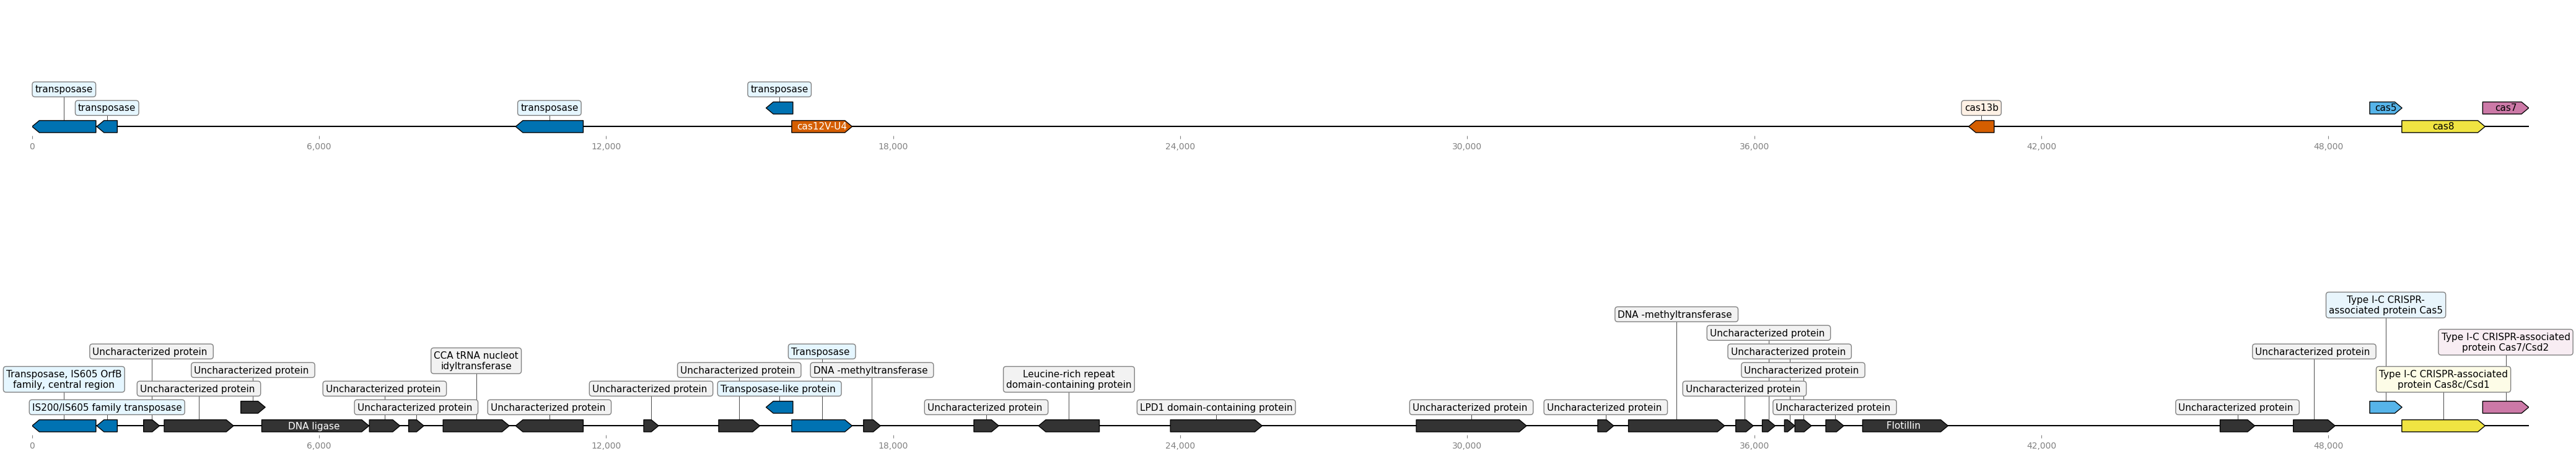 transposase
transposase
transposase
transposase
cas12V-U4
cas13b
cas5
cas8
cas7
0
6,000
12,000
18,000
24,000
30,000
36,000
42,000
48,000
Transposase, IS605 OrfB
family, central region
IS200/IS605 family transposase
Uncharacterized protein
Uncharacterized protein
Uncharacterized protein
DNA ligase
Uncharacterized protein
Uncharacterized protein
CCA tRNA nucleot
idyltransferase
Uncharacterized protein
Uncharacterized protein
Uncharacterized protein
Transposase-like protein
Transposase
DNA -methyltransferase
Uncharacterized protein
Leucine-rich repeat
domain-containing protein
LPD1 domain-containing protein
Uncharacterized protein
Uncharacterized protein
DNA -methyltransferase
Uncharacterized protein
Uncharacterized protein
Uncharacterized protein
Uncharacterized protein
Uncharacterized protein
Flotillin
Uncharacterized protein
Uncharacterized protein
Type I-C CRISPR-
associated protein Cas5
Type I-C CRISPR-associated
protein Cas8c/Csd1
Type I-C CRISPR-associated
protein Cas7/Csd2
0
6,000
12,000
18,000
24,000
30,000
36,000
42,000
48,000